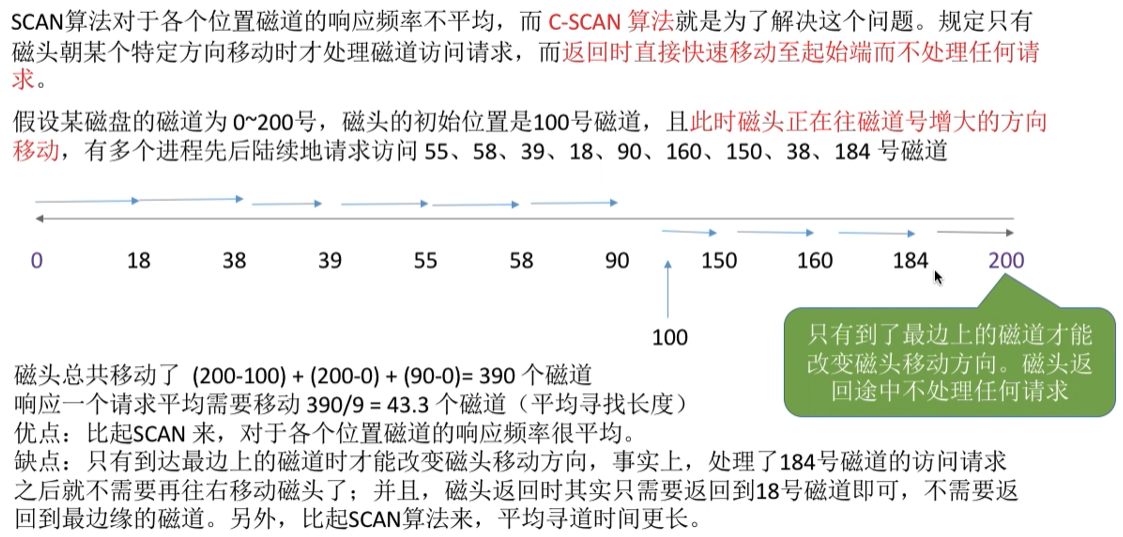 SCAN算法对于各个位置磁道的响应频率不平均，而 C-SCAN 算法就是为了解决这个问题。规定只有
磁头朝某个特定方向移动时才处理磁道访问请求，而返回时直接快速移动至起始端而不处理任何请
求。
假设某磁盘的磁道为 0~200号，磁头的初始位置是100号磁道，且此时磁头正在往磁道号增大的方向
移动，有多个进程先后陆续地请求访问 55、58、39、18、90、160、150、38、184 号磁道
0 18 38 39 55 58 90 150 160 184 200
100
只有到了最边上的磁道才能
改变磁头移动方向。磁头返
回途中不处理任何请求
磁头总共移动了 (200-100) + (200-0) + (90-0)= 390 个磁道
响应一个请求平均需要移动 390/9 = 43.3 个磁道（平均寻找长度）
优点：比起SCAN 来，对于各个位置磁道的响应频率很平均。
缺点：只有到达最边上的磁道时才能改变磁头移动方向，事实上，处理了184号磁道的访问请求
之后就不需要再往右移动磁头了；并且，磁头返回时其实只需要返回到18号磁道即可，不需要返
回到最边缘的磁道。另外，比起SCAN算法来，平均寻道时间更长。